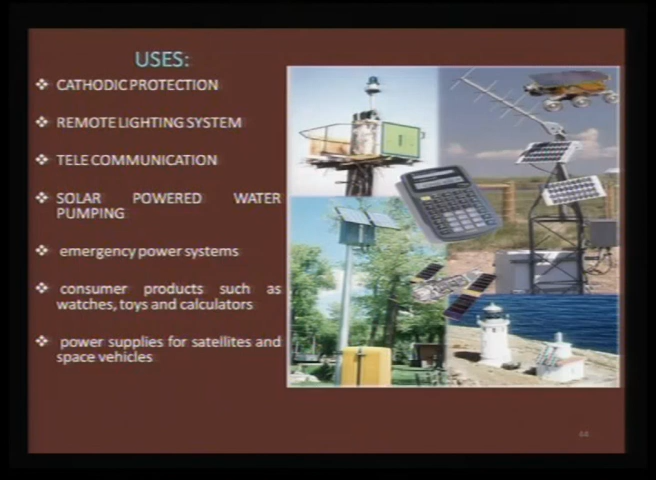 USES:
❖ CATHODIC PROTECTION
❖ REMOTE LIGHTING SYSTEM
❖ TELE COMMUNICATION
❖ SOLAR POWERED WATER
PUMPING
❖ emergency power systems
❖ consumer products such as
watches, toys and calculators
❖ power supplies for satellites and
space vehicles
44